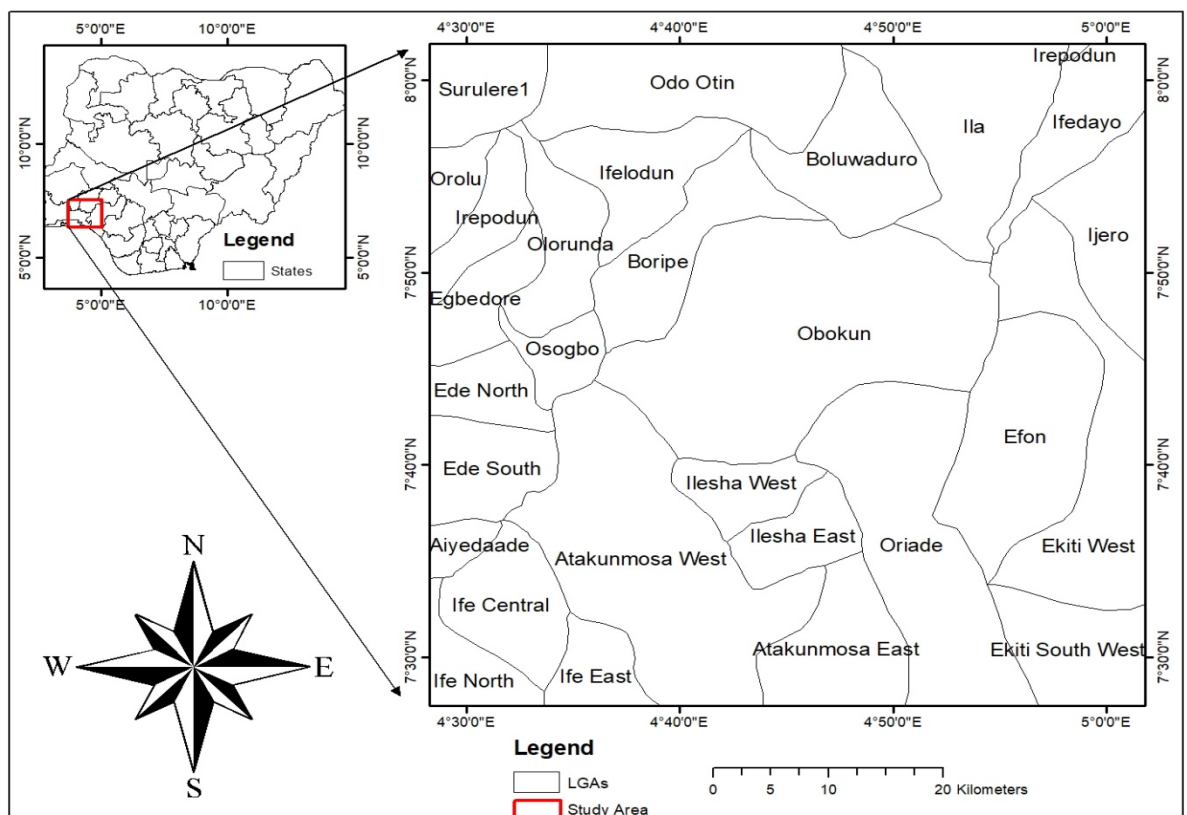 5°0'0"E 10°0'0"E
10°0'0"N 10°0'0"N
5°0'0"N 5°0'0"N
Legend
States
5°0'0"E 10°0'0"E
N
W E
S
4°30'0"E 4°40'0"E 4°50'0"E 5°0'0"E
8°0'0"N 8°0'0"N
7°50'0"N 7°50'0"N
7°40'0"N 7°40'0"N
7°30'0"N 7°30'0"N
Irepodun
Surulere1
Odo Otin
Ila
Ifedayo
Boluwaduro
Ifelodun
Orolu
Irepodun
Olorunda
Boripe
Ijero
Egbedore
Osogbo
Obokun
Ede North
Efon
Ede South
Ilesha West
Ilesha East
Aiyedaade
Atakunmosa West
Oriade
Ekiti West
Ife Central
Atakunmosa East
Ekiti South West
Ife North
Ife East
4°30'0"E 4°40'0"E 4°50'0"E 5°0'0"E
Legend
LGAs
Study Area
0 5 10 20 Kilometers